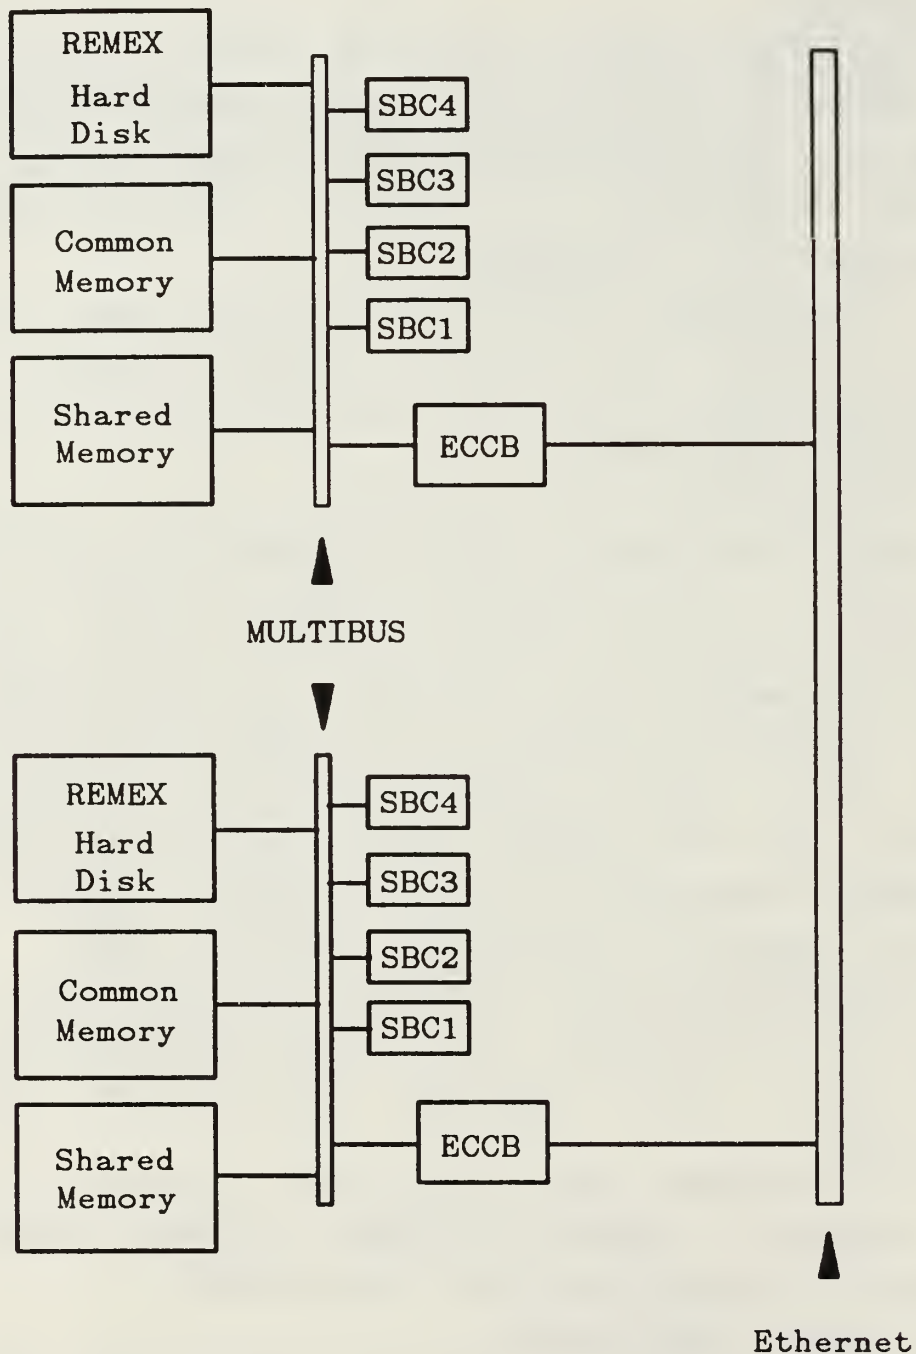 REMEX
Hard
Disk
Common
Memory
Shared
Memory
SBC4
SBC3
SBC2
SBC1
ECCB
MULTIBUS
REMEX
Hard
Disk
Common
Memory
Shared
Memory
SBC4
SBC3
SBC2
SBC1
ECCB
Ethernet